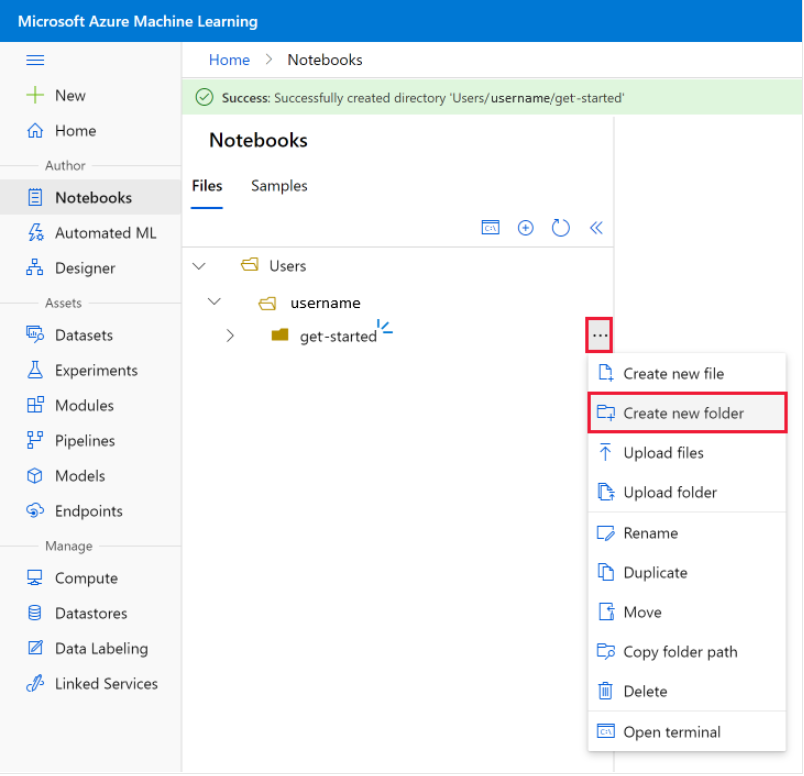 Microsoft Azure Machine Learning
Home > Notebooks
New
Success: Successfully created directory 'Users/username/get-started'
Home
Notebooks
Author
Files Samples
Notebooks
Automated ML
Designer
Users
Assets
username
Datasets
get-started
...
Experiments
Create new file
Modules
Create new folder
Pipelines
Upload files
Models
Upload folder
Endpoints
Rename
Manage
Duplicate
Compute
Datastores
Move
Data Labeling
Copy folder path
Linked Services
Delete
Open terminal